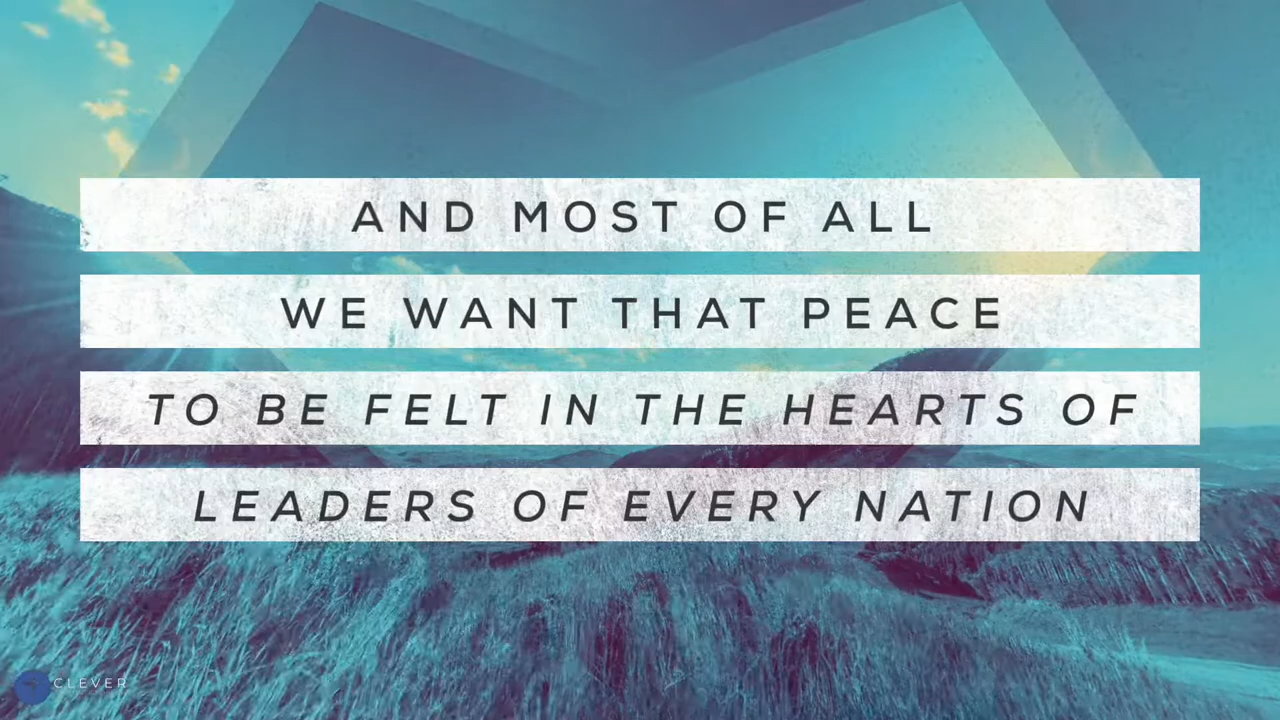 AND MOST OF ALL
WE WANT THAT PEACE
TO BE FELT IN THE HEARTS OF
LEADERS OF EVERY NATION
CLEVER